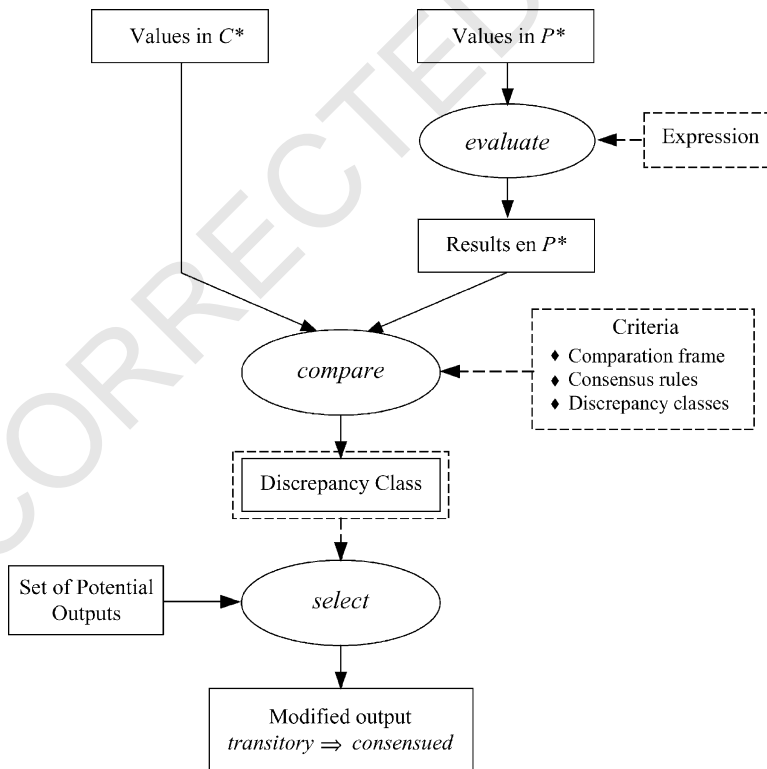 Values in C*
Values in P*
evaluate
Expression
Results en P*
compare
Criteria
♦ Comparation frame
♦ Consensus rules
♦ Discrepancy classes
Discrepancy Class
Set of Potential
Outputs
select
Modified output
transitory ⇒ consensued
CORRECTED